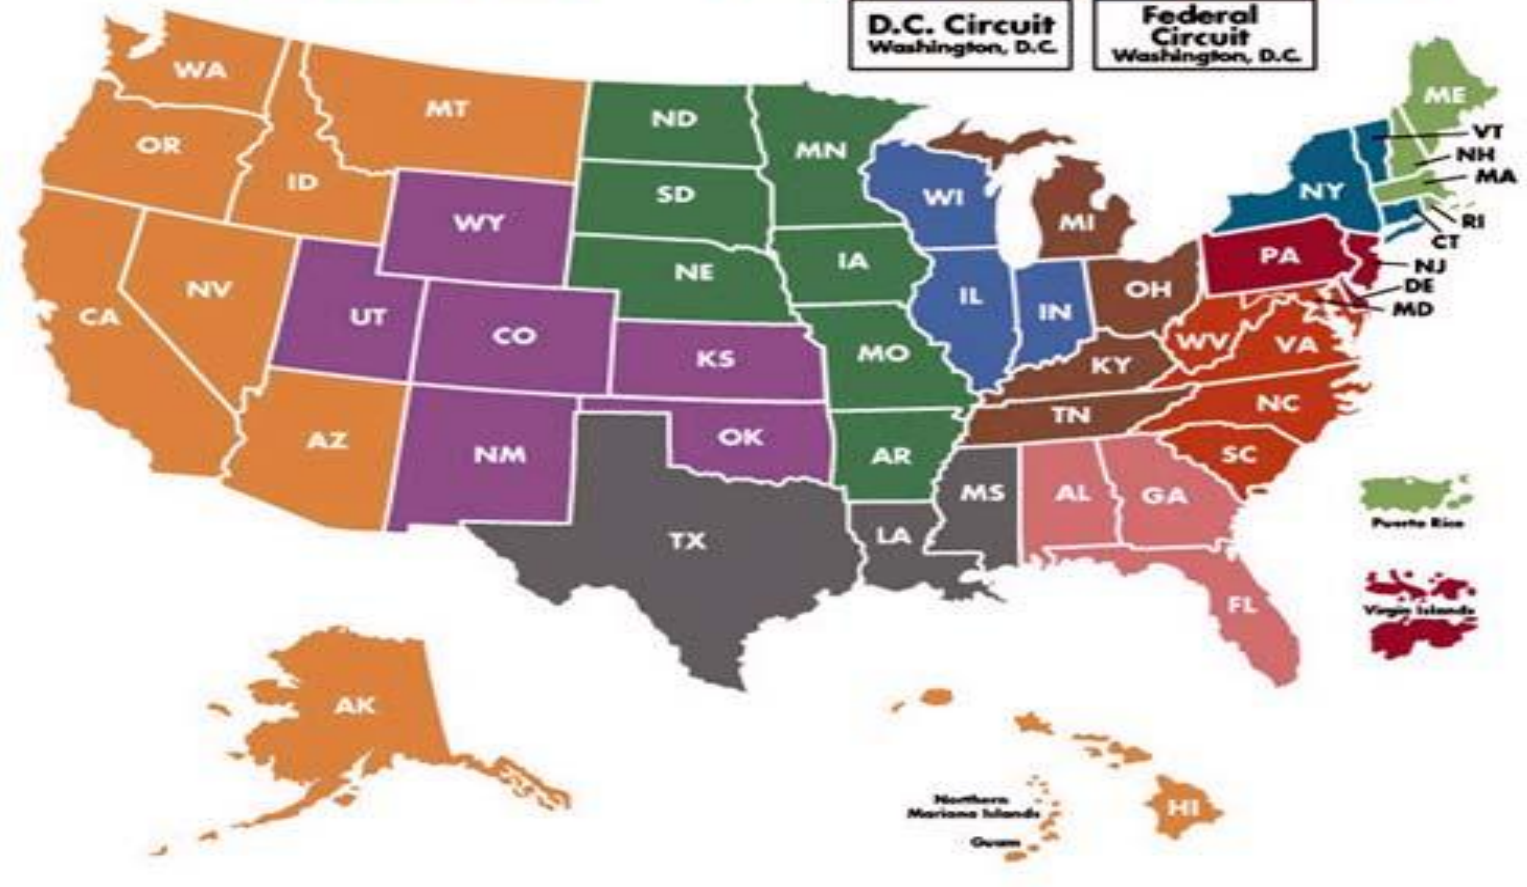 D.C. Circuit
Washington, D.C.
Federal
Circuit
Washington, D.C.
WA
MT
ND
MN
ME
OR
ID
SD
WI
MI
NY
VT
NH
MA
RI
CT
WY
NE
IA
PA
NJ
DE
MD
CA
NV
UT
CO
KS
MO
IL
IN
OH
WV
VA
KY
AZ
NM
OK
AR
TN
NC
SC
TX
LA
MS
AL
GA
FL
Puerto Rico
Virgin Islands
AK
HI
Northern
Mariana Islands
Guam